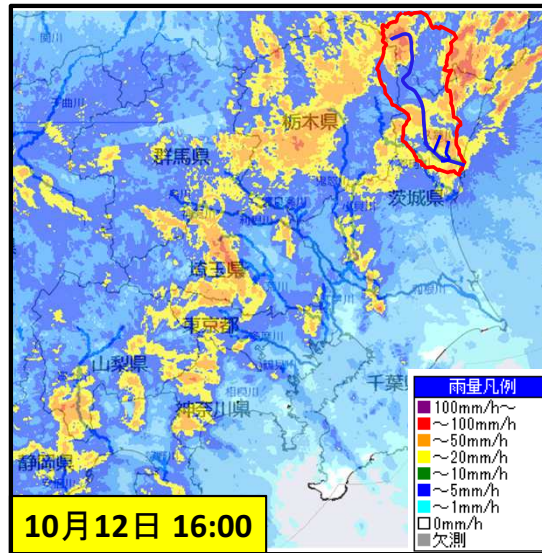 栃木県
群馬県
茨城県
埼玉県
東京都
山梨県
千葉県
神奈川県
静岡県
雨量凡例
100mm/h～
～100mm/h
～50mm/h
～20mm/h
～10mm/h
～5mm/h
～1mm/h
0mm/h
欠測
10月12日 16:00